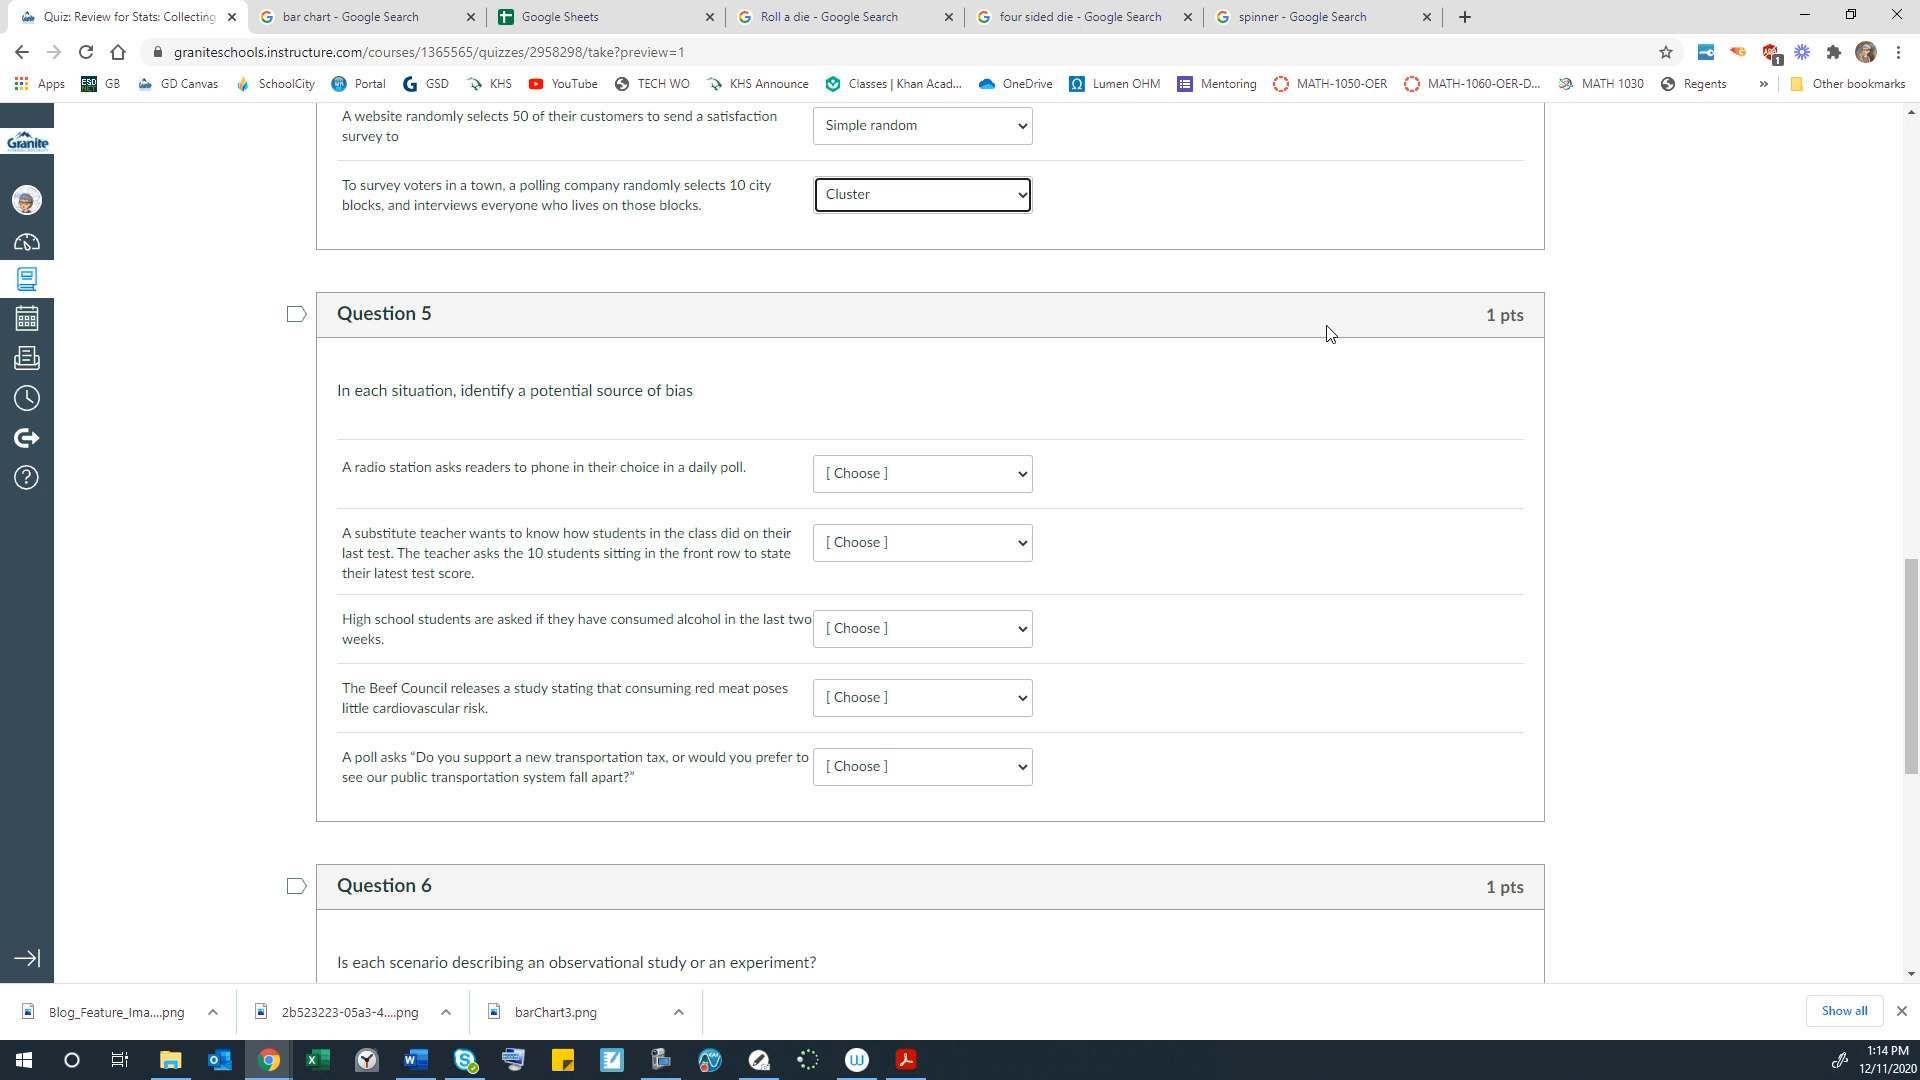 Quiz: Review for Stats: Collecting
bar chart - Google Search
Google Sheets
Roll a die - Google Search
four sided die - Google Search
spinner - Google Search
graniteschools.instructure.com/courses/1365565/quizzes/2958298/take?preview=1
1
Apps
GB
GD Canvas
SchoolCity
Portal
GSD
KHS
YouTube
TECH WO
KHS Announce
Classes | Khan Acad...
OneDrive
Lumen OHM
Mentoring
MATH-1050-OER
MATH-1060-OER-D...
MATH 1030
Regents
»
Other bookmarks
Granite
A website randomly selects 50 of their customers to send a satisfaction
survey to
Simple random
To survey voters in a town, a polling company randomly selects 10 city
blocks, and interviews everyone who lives on those blocks.
Cluster
Question 5
1 pts
In each situation, identify a potential source of bias
A radio station asks readers to phone in their choice in a daily poll.
[ Choose ]
A substitute teacher wants to know how students in the class did on their
last test. The teacher asks the 10 students sitting in the front row to state
their latest test score.
[ Choose ]
High school students are asked if they have consumed alcohol in the last two
weeks.
[ Choose ]
The Beef Council releases a study stating that consuming red meat poses
little cardiovascular risk.
[ Choose ]
A poll asks “Do you support a new transportation tax, or would you prefer to
see our public transportation system fall apart?”
[ Choose ]
Question 6
1 pts
Is each scenario describing an observational study or an experiment?
Blog_Feature_Ima....png
2b523223-05a3-4....png
barChart3.png
Show all
1:14 PM
12/11/2020